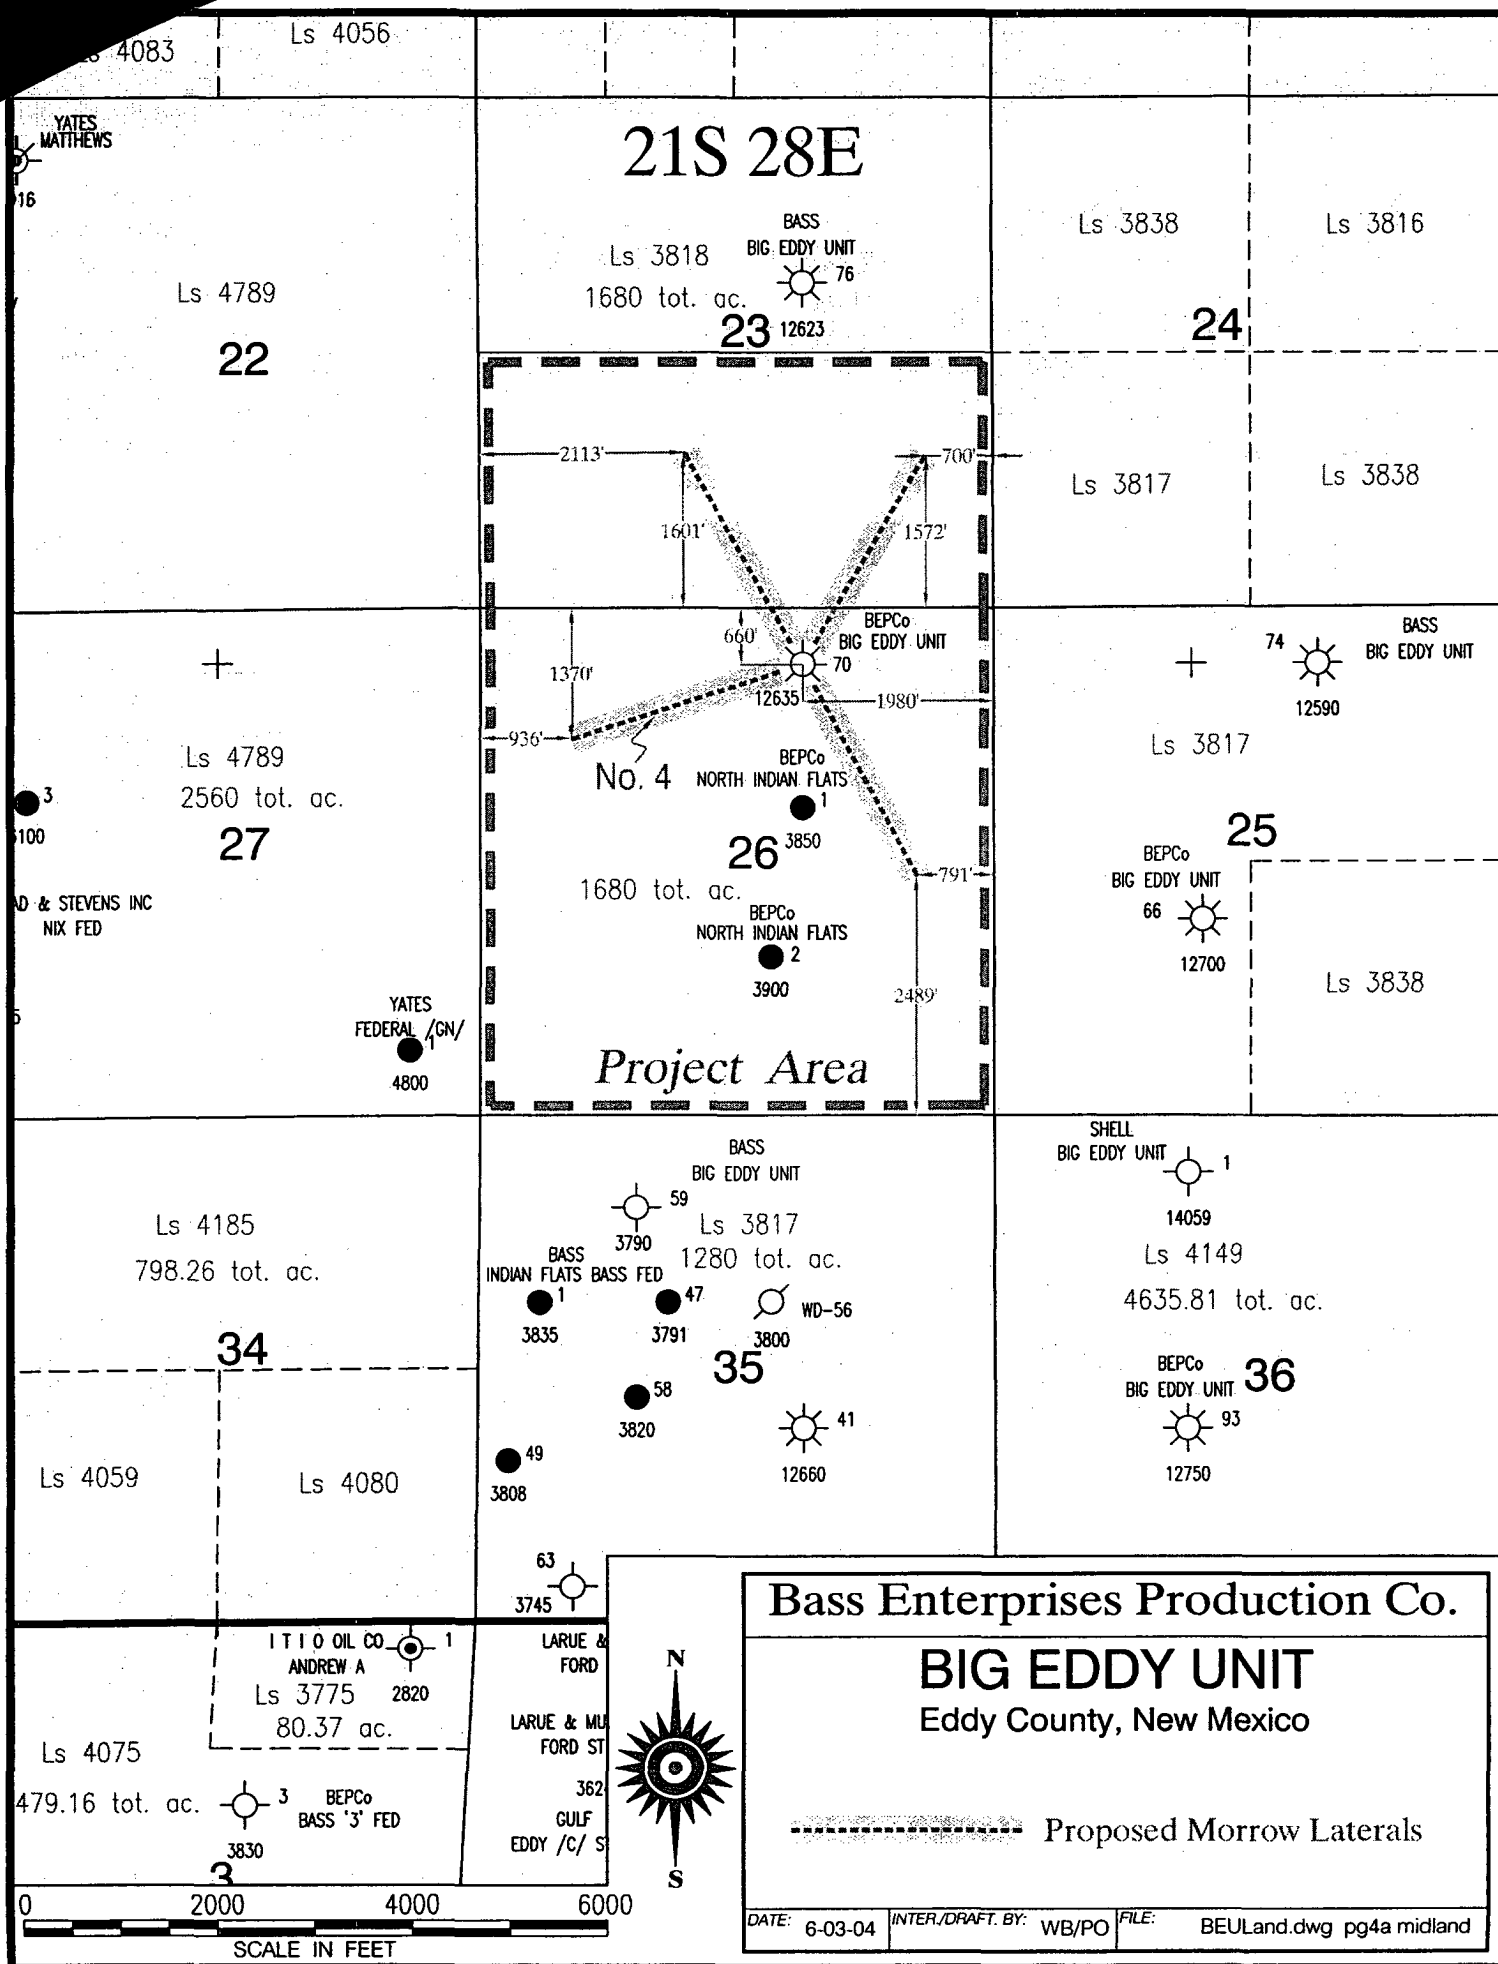 4083
Ls 4056
YATES
MATTHEWS
21S 28E
Ls 4789
22
Ls 3818
1680 tot. ac.
BASS
BIG EDDY UNIT
76
12623
23
Ls 3838
Ls 3816
24
2113'
700'
1601'
1572'
Ls 3817
Ls 3838
660'
1370'
936'
BEPCo
BIG EDDY UNIT
70
12635
1980'
No. 4
74
BASS
BIG EDDY UNIT
12590
Ls 3817
Ls 4789
2560 tot. ac.
27
3
BEPCo
NORTH INDIAN FLATS
1
3850
26
1680 tot. ac.
791'
BEPCo
NORTH INDIAN FLATS
2
3900
2489'
25
BEPCo
BIG EDDY UNIT
66
12700
Ls 3838
& STEVENS INC
NIX FED
YATES
FEDERAL /GN/
1
4800
Project Area
BASS
BIG EDDY UNIT
59
3790
Ls 3817
1280 tot. ac.
SHELL
BIG EDDY UNIT
1
14059
Ls 4149
4635.81 tot. ac.
Ls 4185
798.26 tot. ac.
34
BASS
INDIAN FLATS BASS FED
1
3835
47
3791
WD-56
3800
35
58
3820
41
12660
49
3808
63
3745
BEPCo
BIG EDDY UNIT
36
93
12750
Ls 4059
Ls 4080
I T I O OIL CO
ANDREW A
1
2820
Ls 3775
80.37 ac.
LARUE &
FORD
LARUE & MU
FORD ST
362
GULF
EDDY /C/ S
Ls 4075
479.16 tot. ac.
3
BEPCo
BASS '3' FED
3830
3
N
S
0 2000 4000 6000
SCALE IN FEET
Bass Enterprises Production Co.
BIG EDDY UNIT
Eddy County, New Mexico
Proposed Morrow Laterals
DATE: 6-03-04 INTER./DRAFT. BY: WB/PO FILE: BEULand.dwg pg4a midland